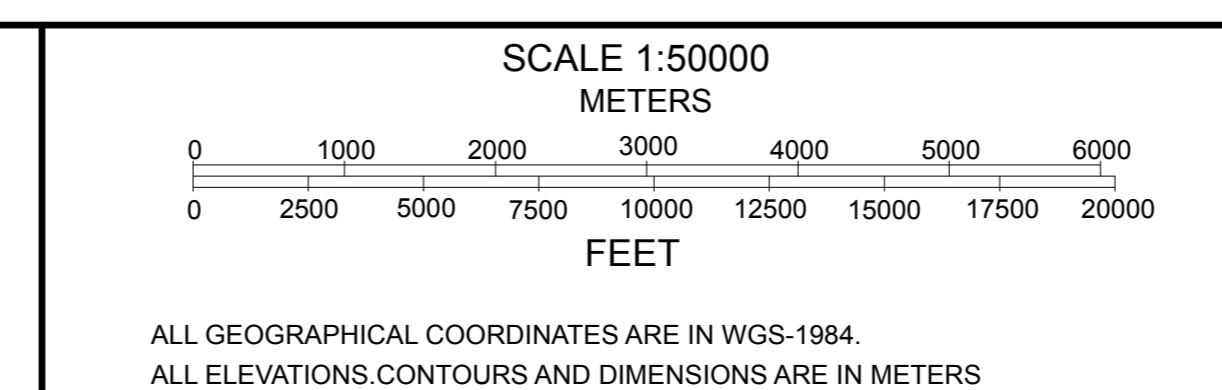 SCALE 1:50000
METERS
0 1000 2000 3000 4000 5000 6000
0 2500 5000 7500 10000 12500 15000 17500 20000
FEET
ALL GEOGRAPHICAL COORDINATES ARE IN WGS-1984.
ALL ELEVATIONS.CONTOURS AND DIMENSIONS ARE IN METERS